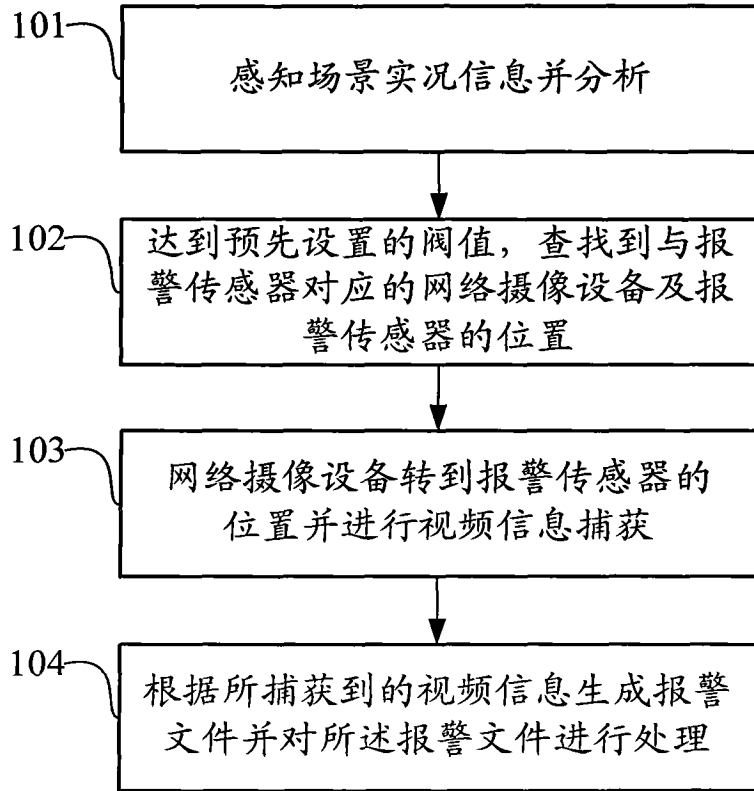 101
感知场景实况信息并分析
102
达到预先设置的阀值，查找到与报
警传感器对应的网络摄像设备及报
警传感器的位置
103
网络摄像设备转到报警传感器的
位置并进行视频信息捕获
104
根据所捕获到的视频信息生成报警
文件并对所述报警文件进行处理